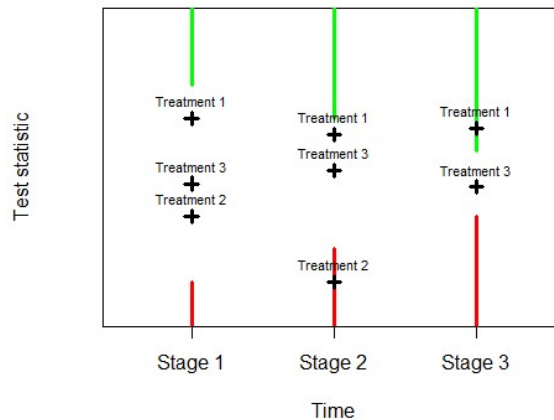 Test statistic
Treatment 1
Treatment 3
Treatment 2
Treatment 1
Treatment 3
Treatment 2
Treatment 1
Treatment 3
Stage 1
Stage 2
Stage 3
Time